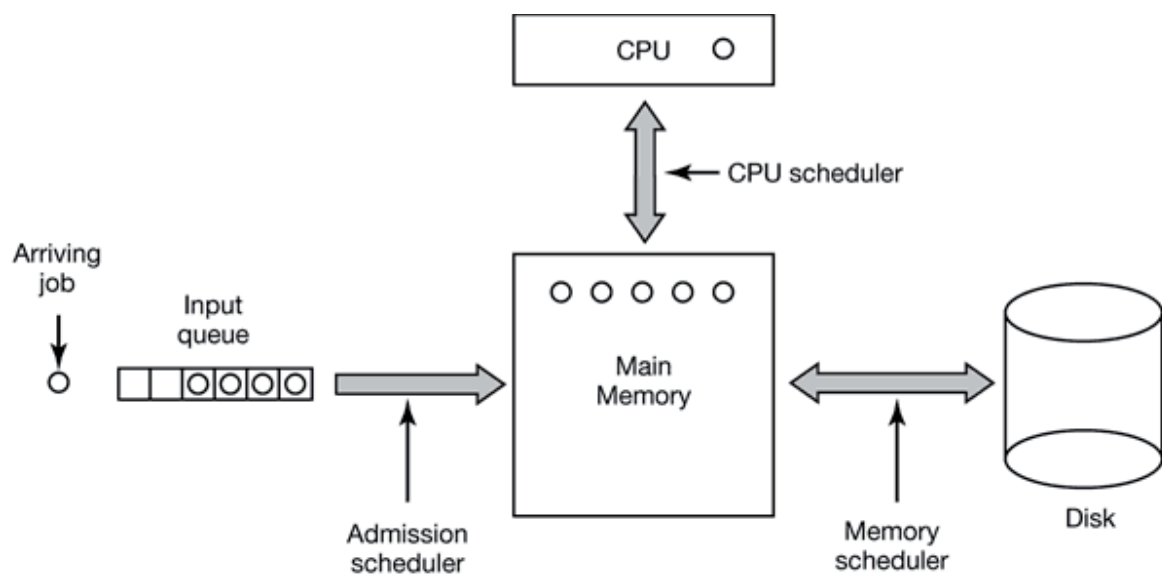 CPU
CPU scheduler
Arriving
job
Input
queue
Main
Memory
Admission
scheduler
Memory
scheduler
Disk